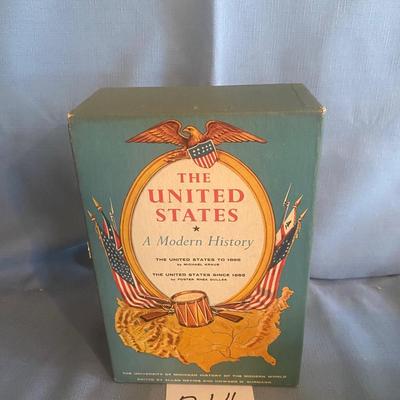 THE
UNITED
STATES
A Modern History
THE UNITED STATES TO 1865
by MICHAEL KRAUS
THE UNITED STATES SINCE 1865
by FOSTER RHEA DULLES
THE UNIVERSITY OF MICHIGAN HISTORY OF THE MODERN WORLD
EDITED BY ALLAN NEVINS AND HOWARD M. EHRMANN